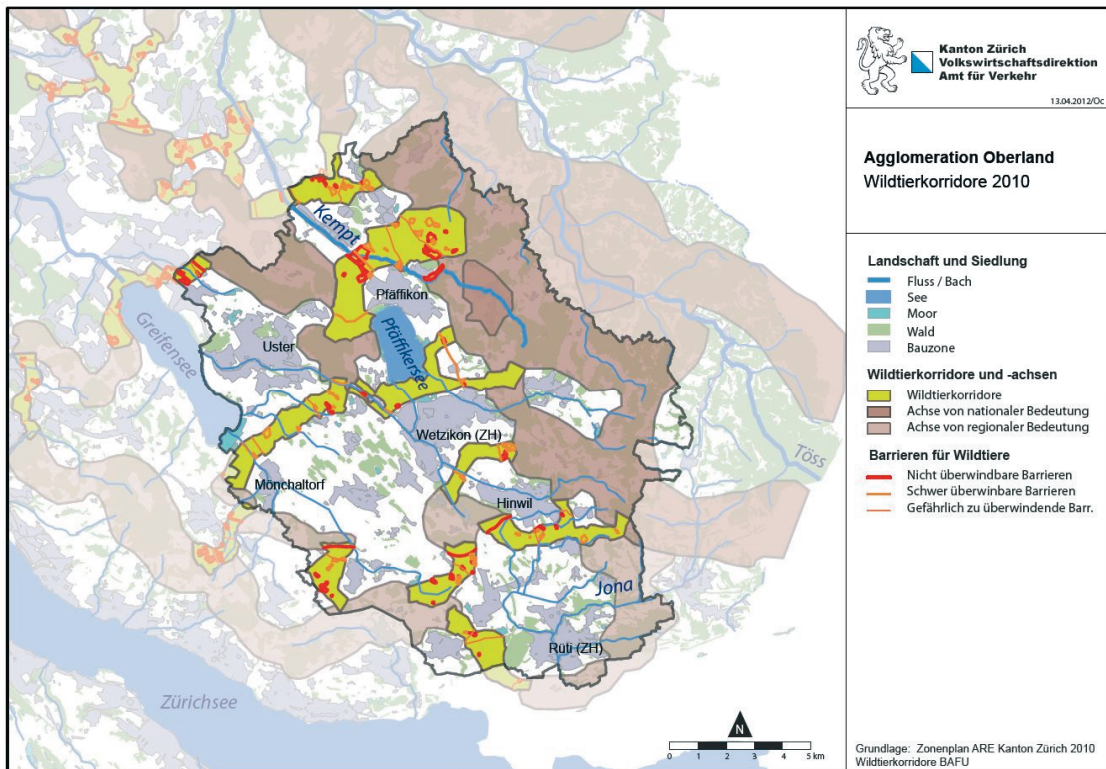 Kanton Zürich
Volkswirtschaftsdirektion
Amt für Verkehr
13.04.2012/Oc
Agglomeration Oberland
Wildtierkorridore 2010
Landschaft und Siedlung
Fluss / Bach
See
Moor
Wald
Bauzone
Wildtierkorridore und -achsen
Wildtierkorridore
Achse von nationaler Bedeutung
Achse von regionaler Bedeutung
Barrieren für Wildtiere
Nicht überwindbare Barrieren
Schwer überwinbare Barrieren
Gefährlich zu überwindende Barr.
Grundlage: Zonenplan ARE Kanton Zürich 2010
Wildtierkorridore BAFU
Kempt
Pfäffikon
Greifensee
Uster
Pfäffikersee
Wetzikon (ZH)
Töss
Mönchaltorf
Hinwil
Jona
Rüti (ZH)
Zürichsee
N
0 1 2 3 4 5 km